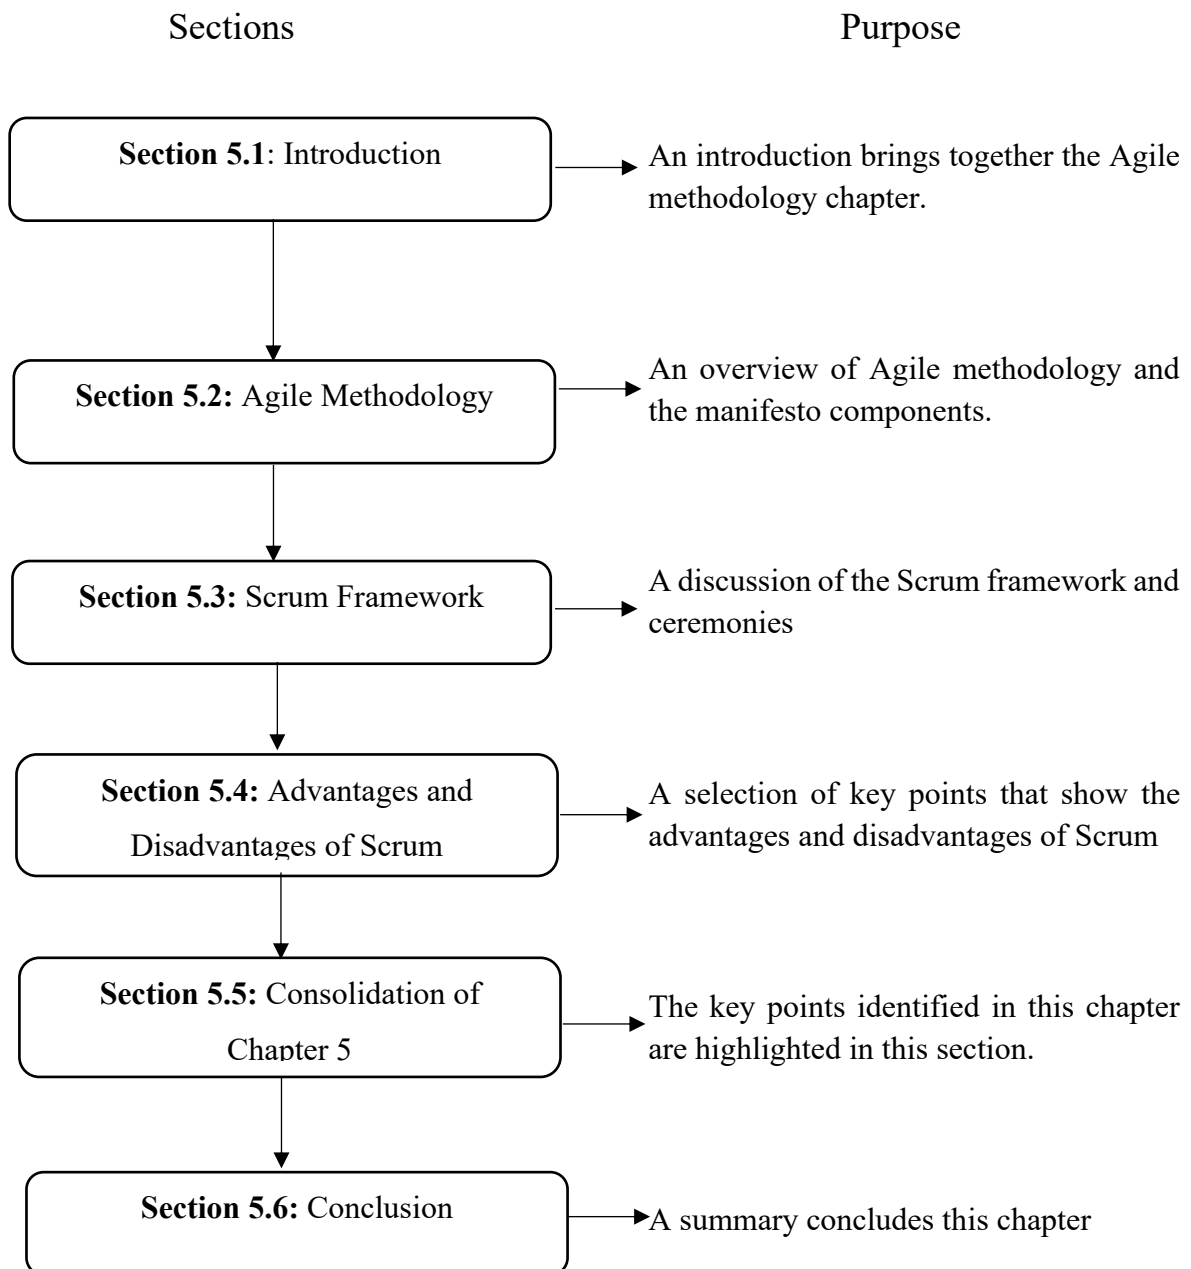 Sections
Purpose
Section 5.1: Introduction
An introduction brings together the Agile
methodology chapter.
Section 5.2: Agile Methodology
An overview of Agile methodology and
the manifesto components.
Section 5.3: Scrum Framework
A discussion of the Scrum framework and
ceremonies
Section 5.4: Advantages and
Disadvantages of Scrum
A selection of key points that show the
advantages and disadvantages of Scrum
Section 5.5: Consolidation of
Chapter 5
The key points identified in this chapter
are highlighted in this section.
Section 5.6: Conclusion
A summary concludes this chapter